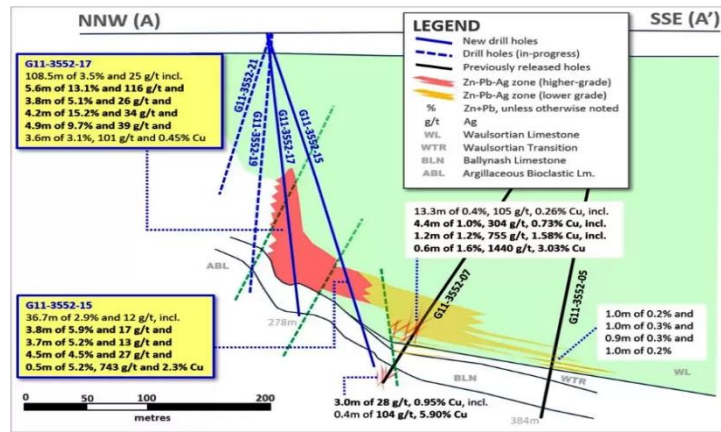 NNW (A)
SSE (A’)
LEGEND
New drill holes
Drill holes (in-progress)
Previously released holes
Zn-Pb-Ag zone (higher-grade)
Zn-Pb-Ag zone (lower grade)
% Zn+Pb, unless otherwise noted
g/t Ag
WL Waulsortian Limestone
WTR Waulsortian Transition
BLN Ballynash Limestone
ABL Argillaceous Bioclastic Lm.
G11-3552-17
108.5m of 3.5% and 25 g/t incl.
5.6m of 13.1% and 116 g/t and
3.8m of 5.1% and 26 g/t and
4.2m of 15.2% and 34 g/t and
4.9m of 9.7% and 39 g/t and
3.6m of 3.1%, 101 g/t and 0.45% Cu
G11-3552-21
G11-3552-19
G11-3552-17
G11-3552-15
13.3m of 0.4%, 105 g/t, 0.26% Cu, incl.
4.4m of 1.0%, 304 g/t, 0.73% Cu, incl.
1.2m of 1.2%, 755 g/t, 1.58% Cu, incl.
0.6m of 1.6%, 1440 g/t, 3.03% Cu
G11-3552-07
G11-3552-05
ABL
278m
G11-3552-15
36.7m of 2.9% and 12 g/t, incl.
3.8m of 5.9% and 17 g/t and
3.7m of 5.2% and 13 g/t and
4.5m of 4.5% and 27 g/t and
0.5m of 5.2%, 743 g/t and 2.3% Cu
1.0m of 0.2% and
1.0m of 0.3% and
0.9m of 0.3% and
1.0m of 0.2%
BLN
WTR
WL
3.0m of 28 g/t, 0.95% Cu, incl.
0.4m of 104 g/t, 5.90% Cu
384m
0 100 200
metres